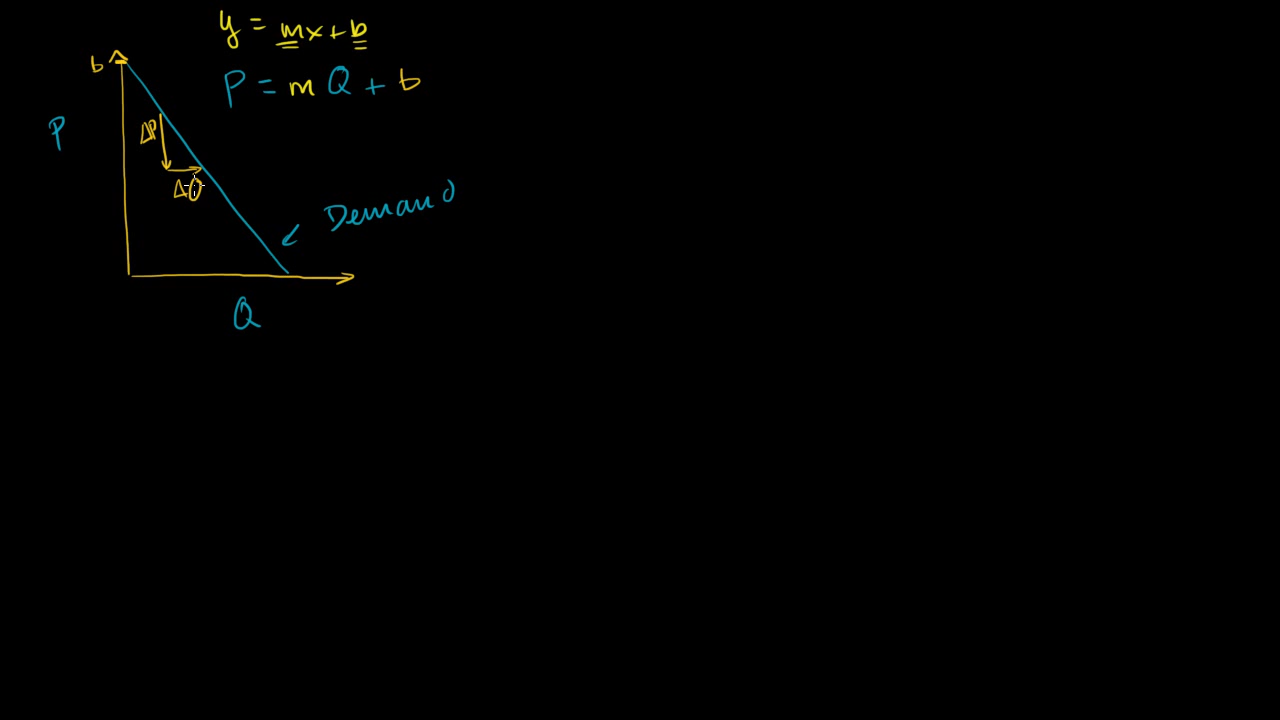 y = mx+b
P = mQ + b
b
P
ΔP
ΔQ
Demand
Q